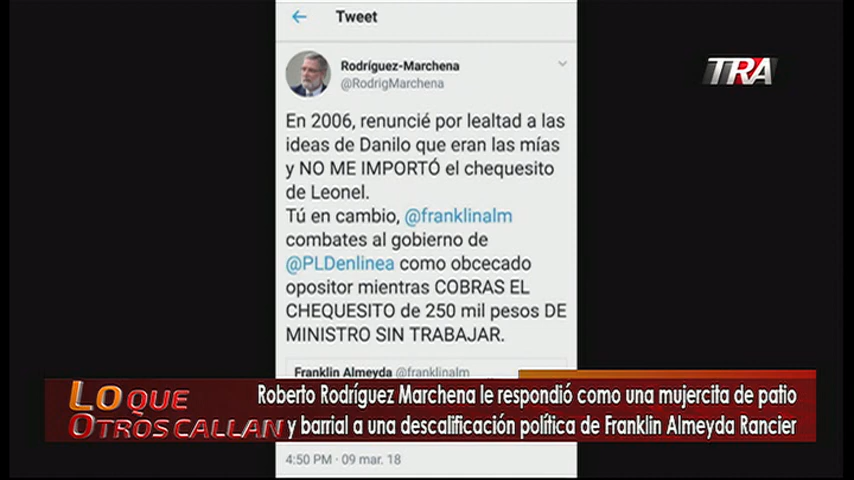 Tweet
TRA
Rodríguez-Marchena
@RodrigMarchena
En 2006, renuncié por lealtad a las
ideas de Danilo que eran las mías
y NO ME IMPORTÓ el chequesito
de Leonel.
Tú en cambio, @franklinalm
combates al gobierno de
@PLDenlinea como obcecado
opositor mientras COBRAS EL
CHEQUESITO de 250 mil pesos DE
MINISTRO SIN TRABAJAR.
Franklin Almeyda @franklinalm
LO QUE
OTROS CALLAN
Roberto Rodríguez Marchena le respondió como una mujercita de patio
y barrial a una descalificación política de Franklin Almeyda Rancier
4:50 PM · 09 mar. 18